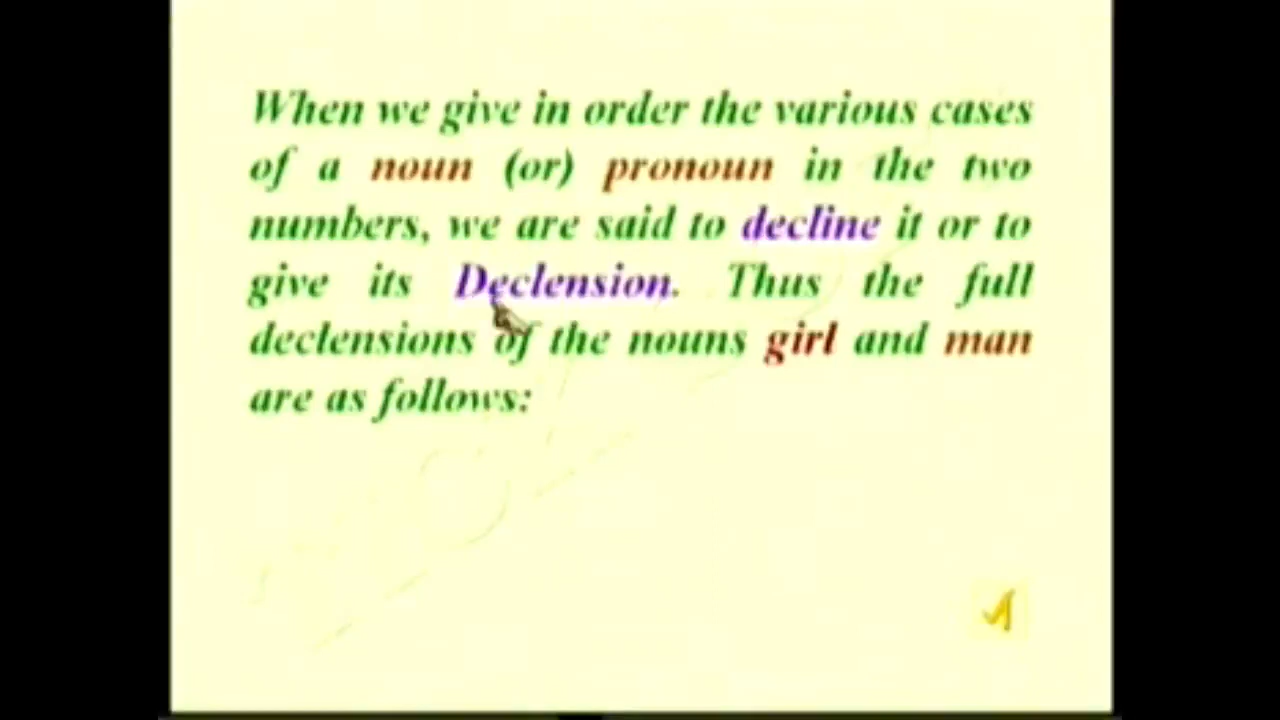 When we give in order the various cases
of a noun (or) pronoun in the two
numbers, we are said to decline it or to
give its Declension. Thus the full
declensions of the nouns girl and man
are as follows: